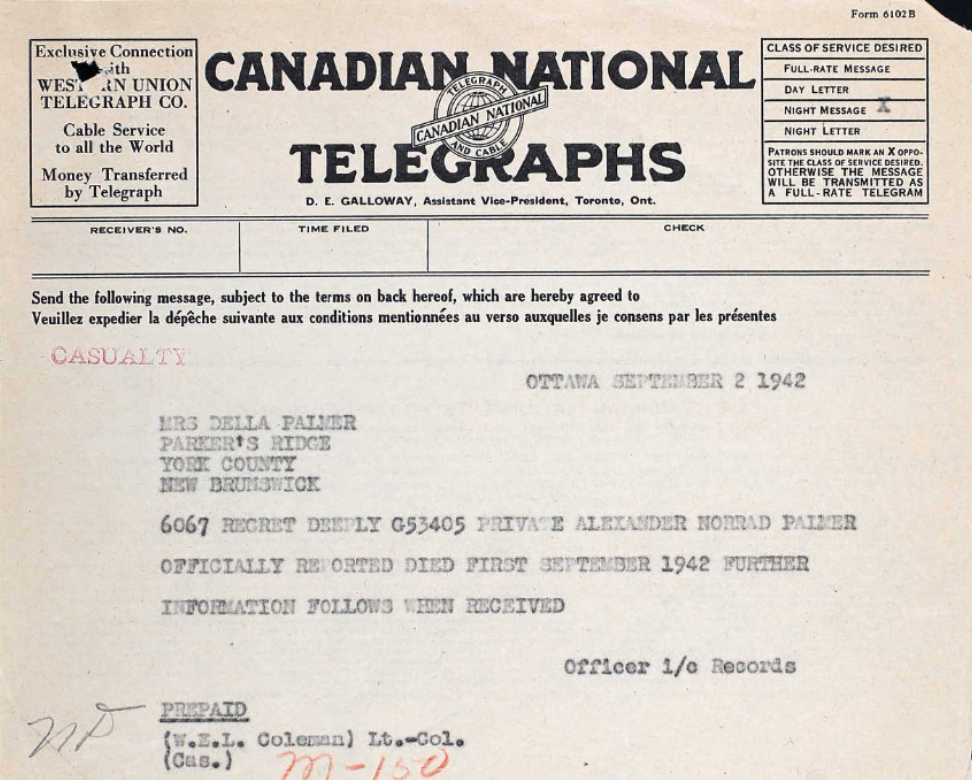 Form 6102B
Exclusive Connection
with
WESTERN UNION
TELEGRAPH CO.
Cable Service
to all the World
Money Transferred
by Telegraph
CANADIAN NATIONAL
TELEGRAPH
CANADIAN NATIONAL
AND CABLE
TELEGRAPHS
D. E. GALLOWAY, Assistant Vice-President, Toronto, Ont.
CLASS OF SERVICE DESIRED
FULL-RATE MESSAGE
DAY LETTER
NIGHT MESSAGE X
NIGHT LETTER
PATRONS SHOULD MARK AN X OPPO-
SITE THE CLASS OF SERVICE DESIRED.
OTHERWISE THE MESSAGE
WILL BE TRANSMITTED AS
A FULL-RATE TELEGRAM
RECEIVER'S NO. TIME FILED CHECK
Send the following message, subject to the terms on back hereof, which are hereby agreed to
Veuillez expedier la dépêche suivante aux conditions mentionnées au verso auxquelles je consens par les présentes
CASUALTY
OTTAWA SEPTEMBER 2 1942
MRS DELLA PALMER
PARKER'S RIDGE
YORK COUNTY
NEW BRUNSWICK
6067 REGRET DEEPLY G53405 PRIVATE ALEXANDER NORRAD PALMER
OFFICIALLY REPORTED DIED FIRST SEPTEMBER 1942 FURTHER
INFORMATION FOLLOWS WHEN RECEIVED
Officer i/c Records
PREPAID
(W.E.L. Coleman) Lt.-Col.
(Cas.)
M-150